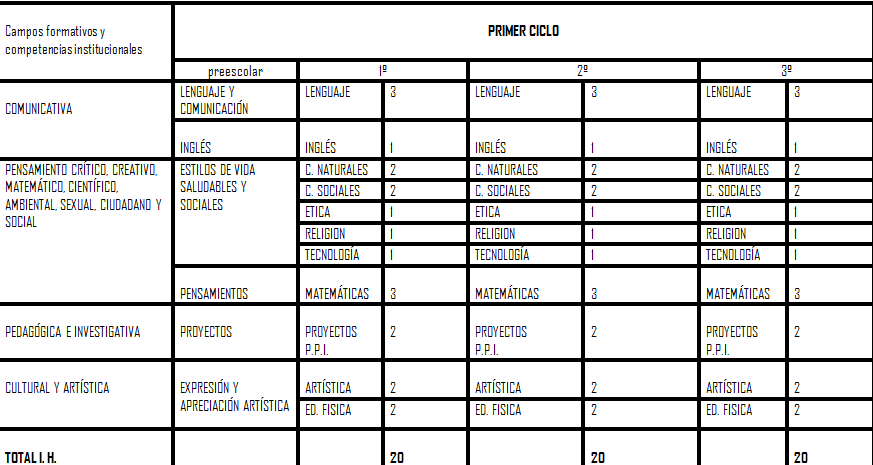 Campos formativos y
competencias institucionales
PRIMER CICLO
preescolar 1º 2º 3º
COMUNICATIVA
LENGUAJE Y
COMUNICACIÓN
LENGUAJE 3 LENGUAJE 3 LENGUAJE 3
INGLÉS INGLÉS 1 INGLÉS 1 INGLÉS 1
PENSAMIENTO CRÍTICO, CREATIVO,
MATEMÁTICO, CIENTÍFICO,
AMBIENTAL, SEXUAL, CIUDADANO Y
SOCIAL
ESTILOS DE VIDA
SALUDABLES Y
SOCIALES
C. NATURALES 2 C. NATURALES 2 C. NATURALES 2
C. SOCIALES 2 C. SOCIALES 2 C. SOCIALES 2
ETICA 1 ETICA 1 ETICA 1
RELIGION 1 RELIGION 1 RELIGION 1
TECNOLOGÍA 1 TECNOLOGÍA 1 TECNOLOGÍA 1
PENSAMIENTOS MATEMÁTICAS 3 MATEMÁTICAS 3 MATEMÁTICAS 3
PEDAGÓGICA E INVESTIGATIVA PROYECTOS PROYECTOS 2 PROYECTOS 2 PROYECTOS 2
P.P.I. P.P.I. P.P.I.
CULTURAL Y ARTÍSTICA
EXPRESIÓN Y
APRECIACIÓN ARTÍSTICA
ARTÍSTICA 2 ARTÍSTICA 2 ARTÍSTICA 2
ED. FISICA 2 ED. FISICA 2 ED. FISICA 2
TOTAL I. H. 20 20 20